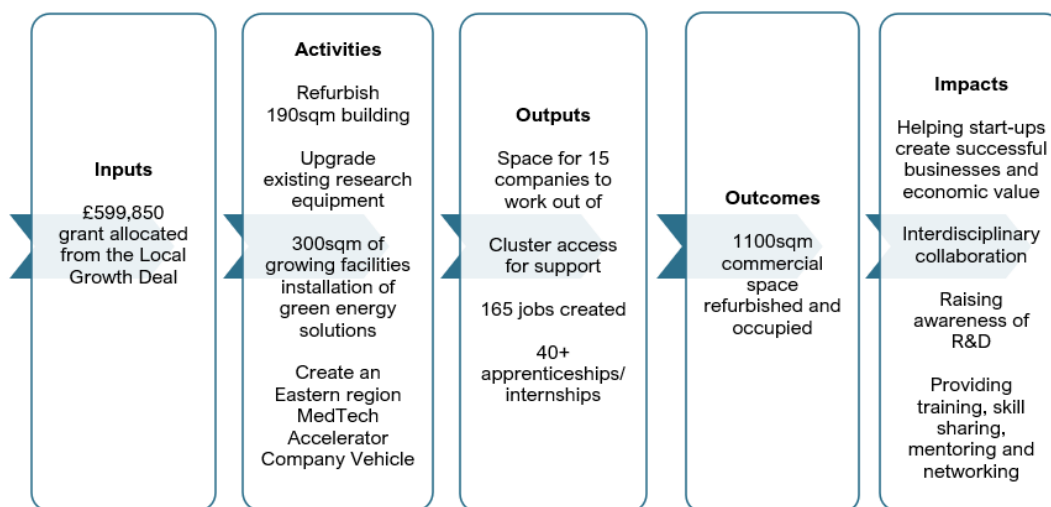 Inputs
£599,850
grant allocated
from the Local
Growth Deal
Activities
Refurbish
190sqm building
Upgrade
existing research
equipment
300sqm of
growing facilities
installation of
green energy
solutions
Create an
Eastern region
MedTech
Accelerator
Company Vehicle
Outputs
Space for 15
companies to
work out of
Cluster access
for support
165 jobs created
40+
apprenticeships/
internships
Outcomes
1100sqm
commercial
space
refurbished and
occupied
Impacts
Helping start-ups
create successful
businesses and
economic value
Interdisciplinary
collaboration
Raising
awareness of
R&D
Providing
training, skill
sharing,
mentoring and
networking